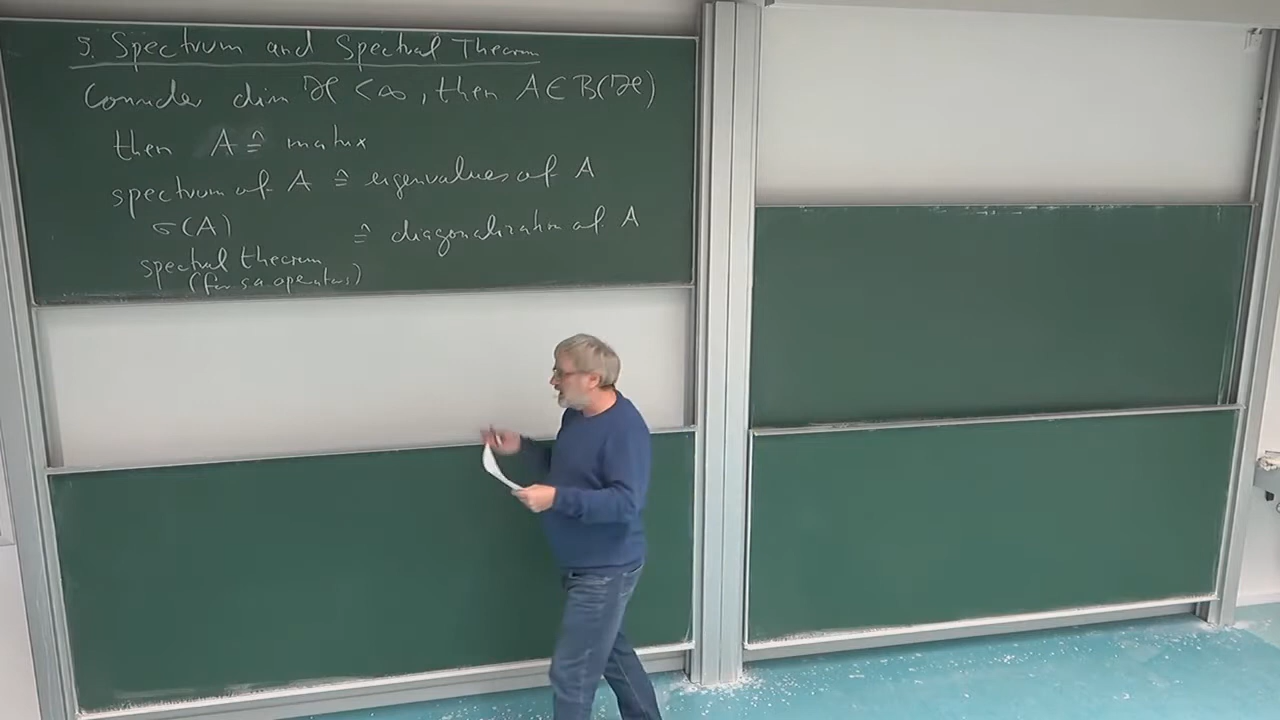 5. Spectrum and Spectral Theorem
Consider dim ℋ < ∞, then A ∈ B(ℋ)
then A ≙ matrix
spectrum of A ≙ eigenvalues of A
σ(A)
≙ diagonalization of A
spectral theorem
(for s.a operators)